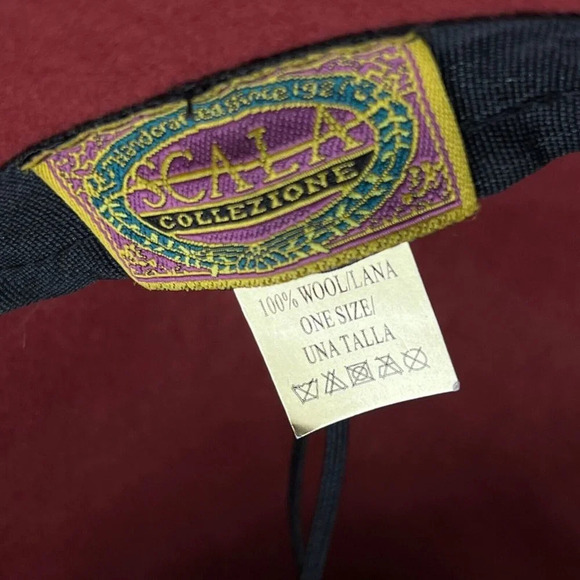 Handcrafted Since 1921
SCALA
COLLEZIONE
100% WOOL/LANA
ONE SIZE/
UNA TALLA